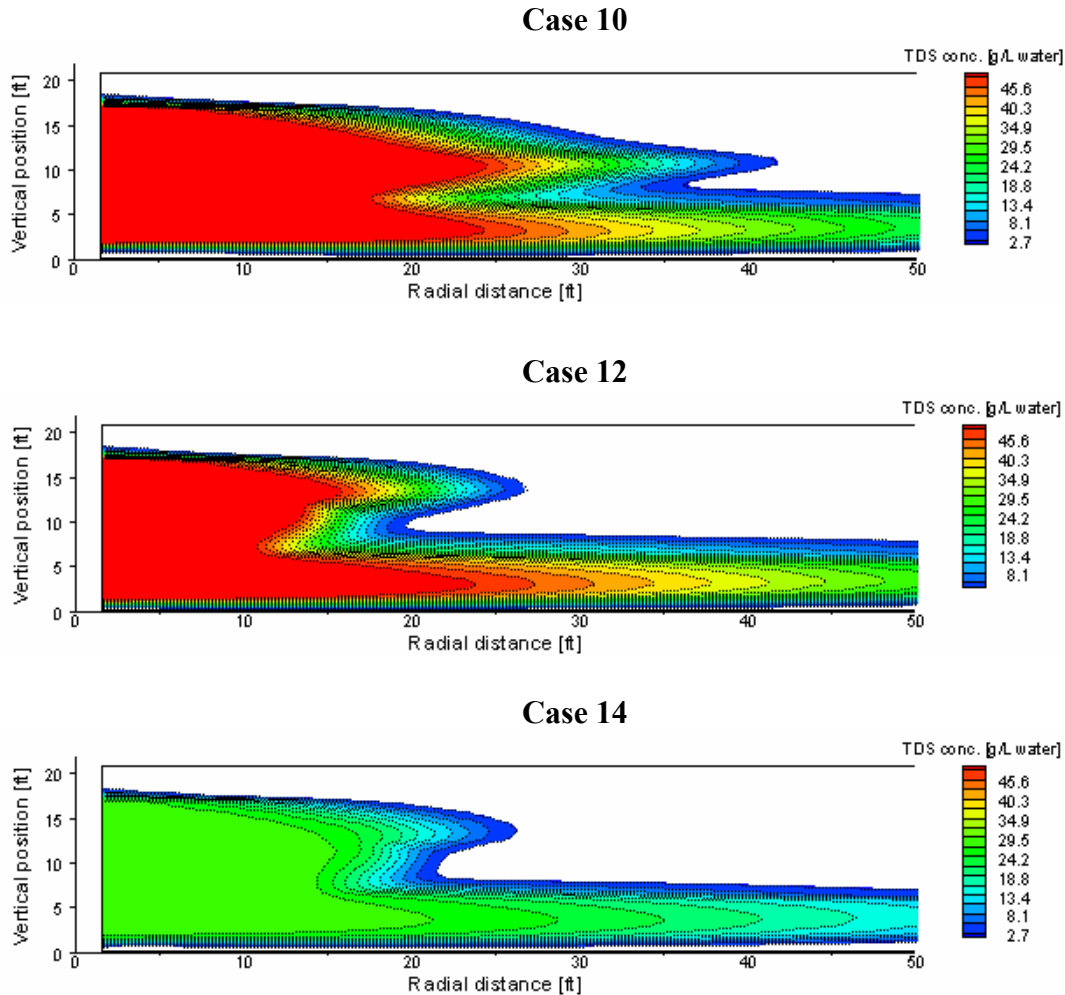 Case 10
TDS conc. [g/L water]
45.6
40.3
34.9
29.5
24.2
18.8
13.4
8.1
2.7
Vertical position [ft]
20
15
10
5
0
0 10 20 30 40 50
Radial distance [ft]
Case 12
TDS conc. [g/L water]
45.6
40.3
34.9
29.5
24.2
18.8
13.4
8.1
Vertical position [ft]
20
15
10
5
0
0 10 20 30 40 50
Radial distance [ft]
Case 14
TDS conc. [g/L water]
45.6
40.3
34.9
29.5
24.2
18.8
13.4
8.1
2.7
Vertical position [ft]
20
15
10
5
0
0 10 20 30 40 50
Radial distance [ft]